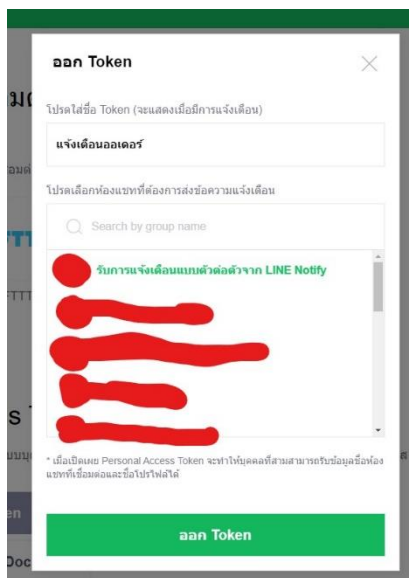 ออก Token
โปรดใส่ชื่อ Token (จะแสดงเมื่อมีการแจ้งเตือน)
แจ้งเตือนออเดอร์
โปรดเลือกห้องแชทที่ต้องการส่งข้อความแจ้งเตือน
Search by group name
รับการแจ้งเตือนแบบตัวต่อตัวจาก LINE Notify
* เมื่อเปิดเผย Personal Access Token จะทำให้บุคคลที่สามสามารถรับข้อมูลชื่อห้อง
แชทที่เชื่อมต่อและชื่อโปรไฟล์ได้
ออก Token